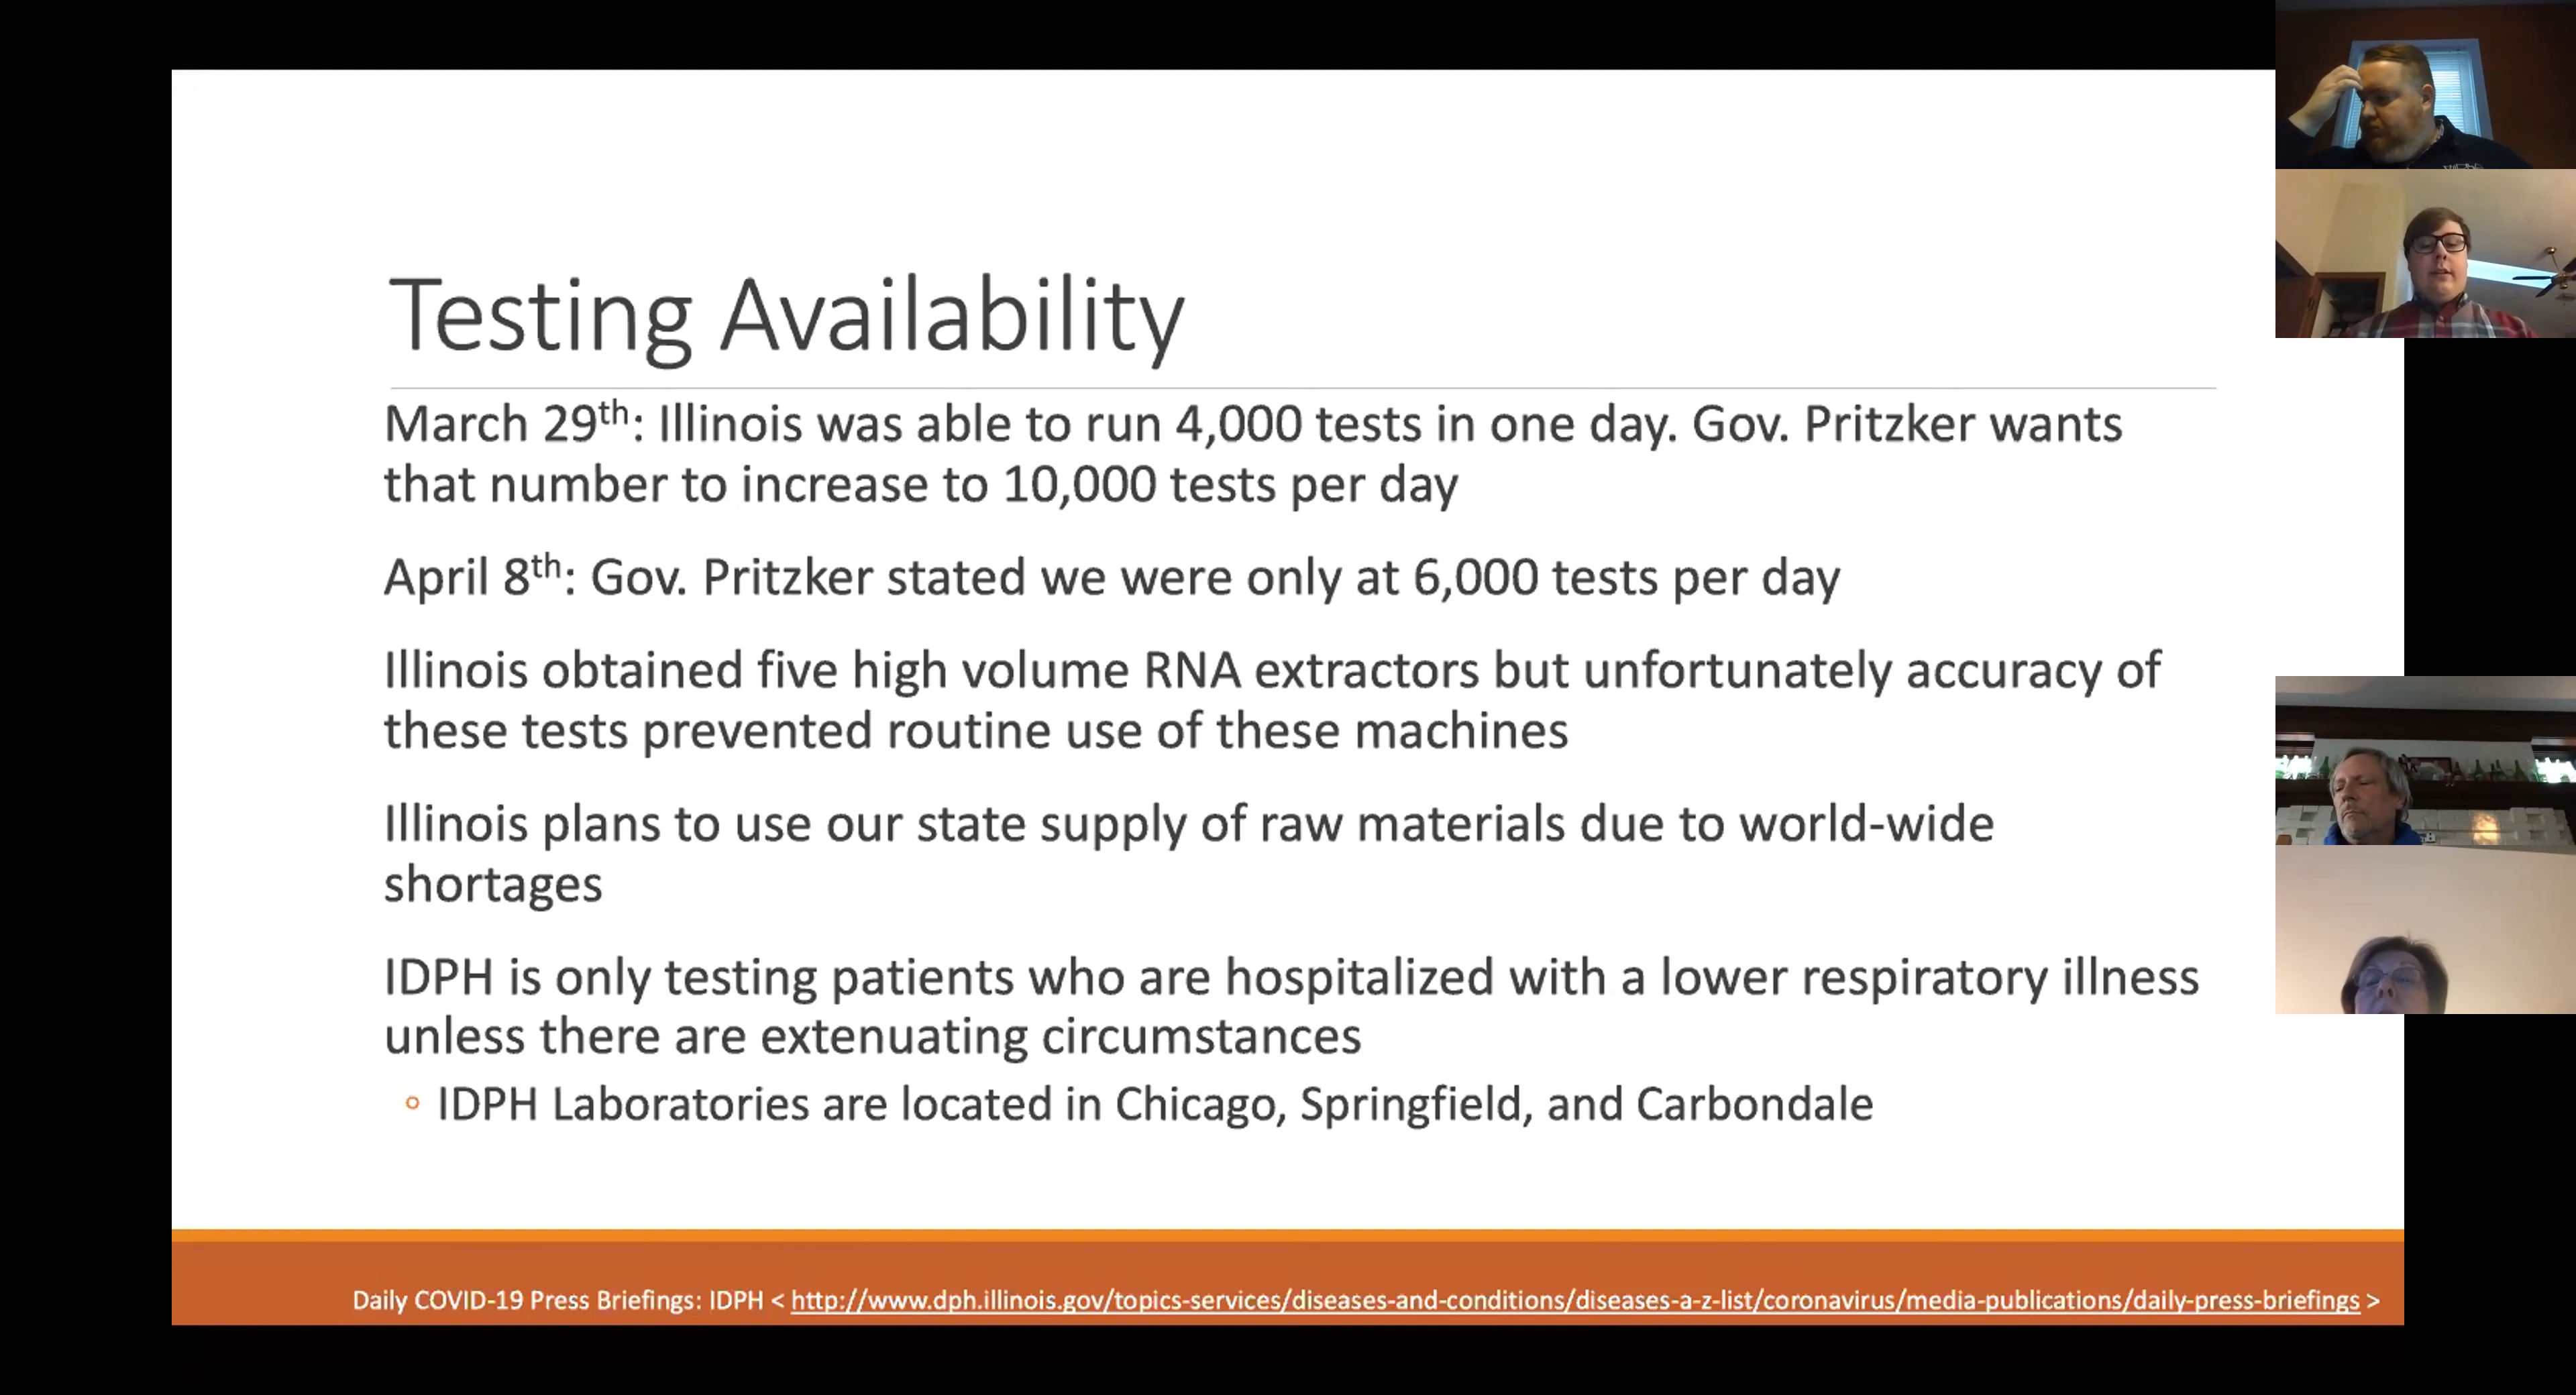 Testing Availability
March 29th: Illinois was able to run 4,000 tests in one day. Gov. Pritzker wants
that number to increase to 10,000 tests per day
April 8th: Gov. Pritzker stated we were only at 6,000 tests per day
Illinois obtained five high volume RNA extractors but unfortunately accuracy of
these tests prevented routine use of these machines
Illinois plans to use our state supply of raw materials due to world-wide
shortages
IDPH is only testing patients who are hospitalized with a lower respiratory illness
unless there are extenuating circumstances
◦ IDPH Laboratories are located in Chicago, Springfield, and Carbondale
Daily COVID-19 Press Briefings: IDPH < http://www.dph.illinois.gov/topics-services/diseases-and-conditions/diseases-a-z-list/coronavirus/media-publications/daily-press-briefings >